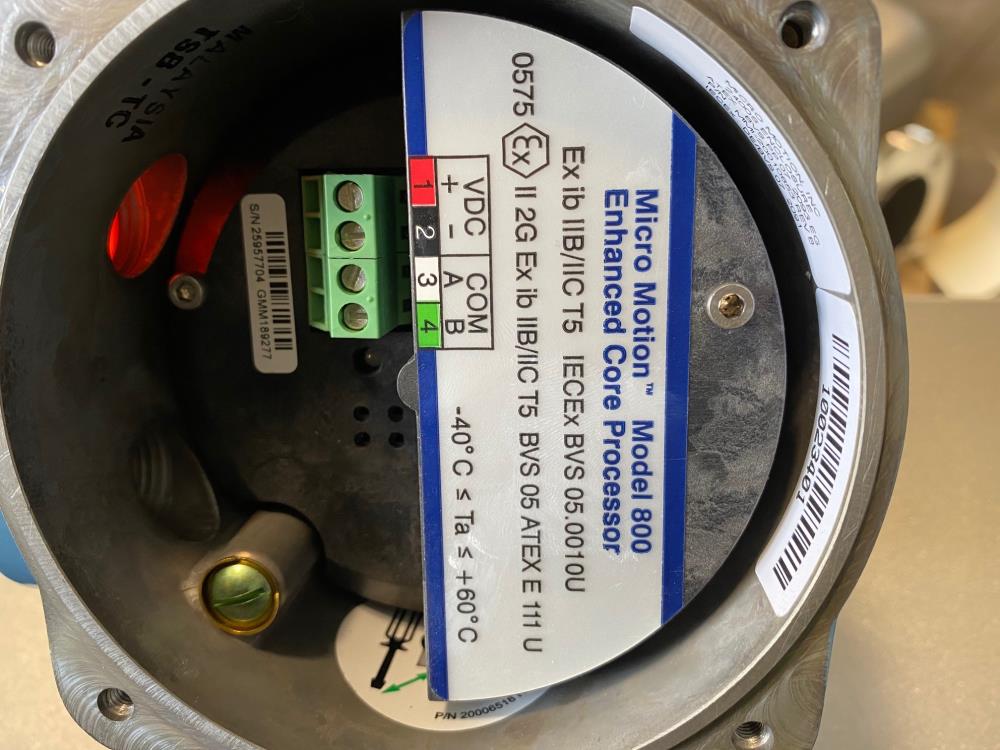 Micro Motion™ Model 800
Enhanced Core Processor
Ex ib IIB/IIC T5 IECEx BVS 05.0010U
0575 Ex II 2G Ex ib IIB/IIC T5 BVS 05 ATEX E 111 U
VDC COM
+ - A B
1 2 3 4
-40°C ≤ Ta ≤ +60°C
S/N 25957704 GMM189277
MALAYSIA
TSB - TC
10023401